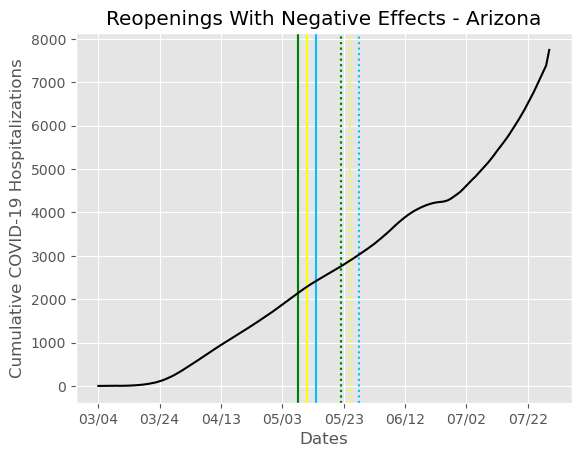 Reopenings With Negative Effects - Arizona
Cumulative COVID-19 Hospitalizations
8000
7000
6000
5000
4000
3000
2000
1000
0
03/04 03/24 04/13 05/03 05/23 06/12 07/02 07/22
Dates